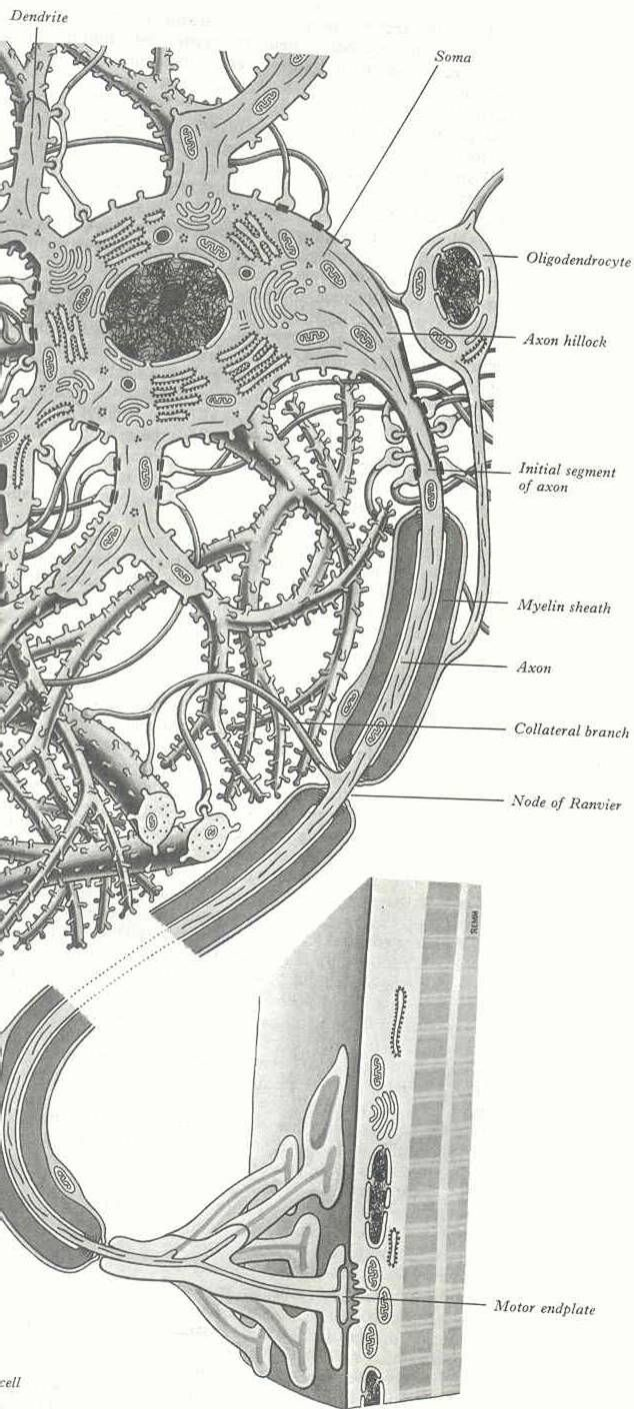 Dendrite
Soma
Oligodendrocyte
Axon hillock
Initial segment
of axon
Myelin sheath
Axon
Collateral branch
Node of Ranvier
Motor endplate
cell